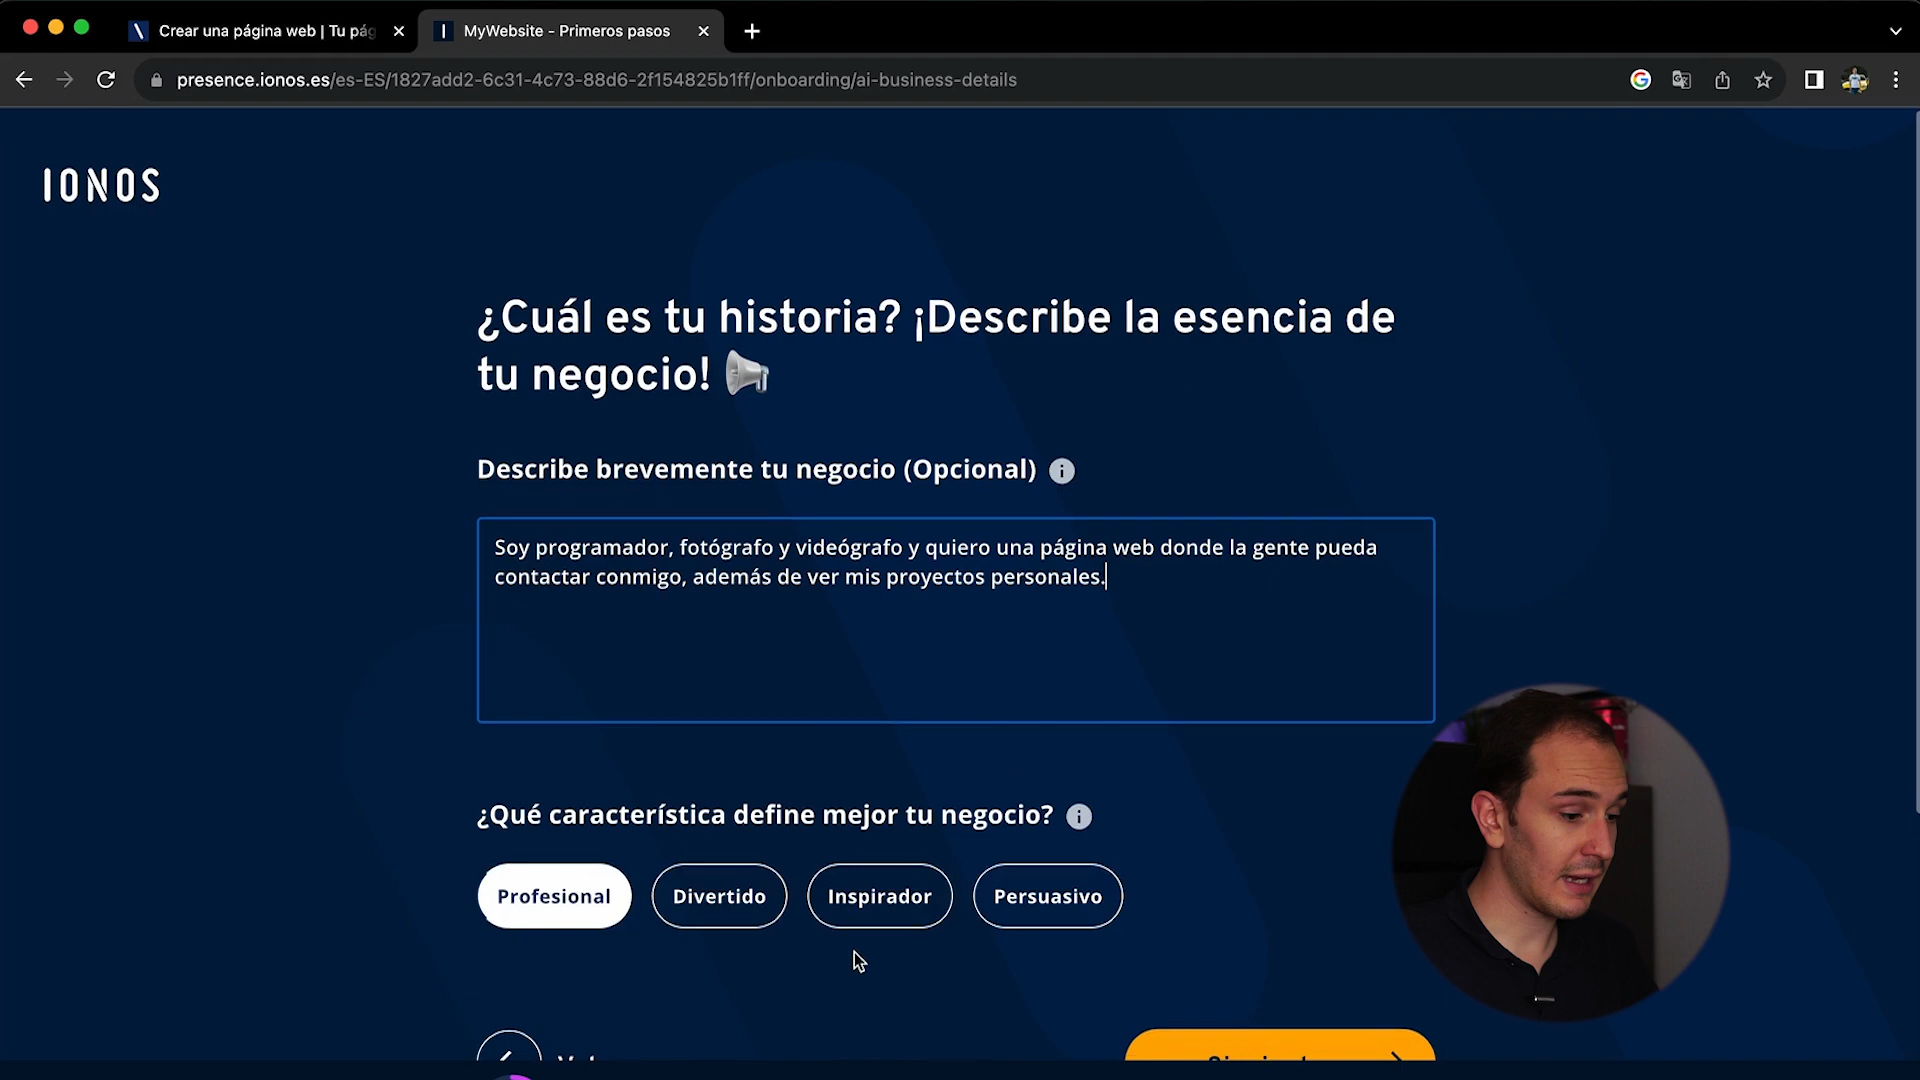 Crear una página web | Tu pág
MyWebsite - Primeros pasos
presence.ionos.es/es-ES/1827add2-6c31-4c73-88d6-2f154825b1ff/onboarding/ai-business-details
IONOS
¿Cuál es tu historia? ¡Describe la esencia de
tu negocio!
Describe brevemente tu negocio (Opcional)
Soy programador, fotógrafo y videógrafo y quiero una página web donde la gente pueda
contactar conmigo, además de ver mis proyectos personales.
¿Qué característica define mejor tu negocio?
Profesional Divertido Inspirador Persuasivo